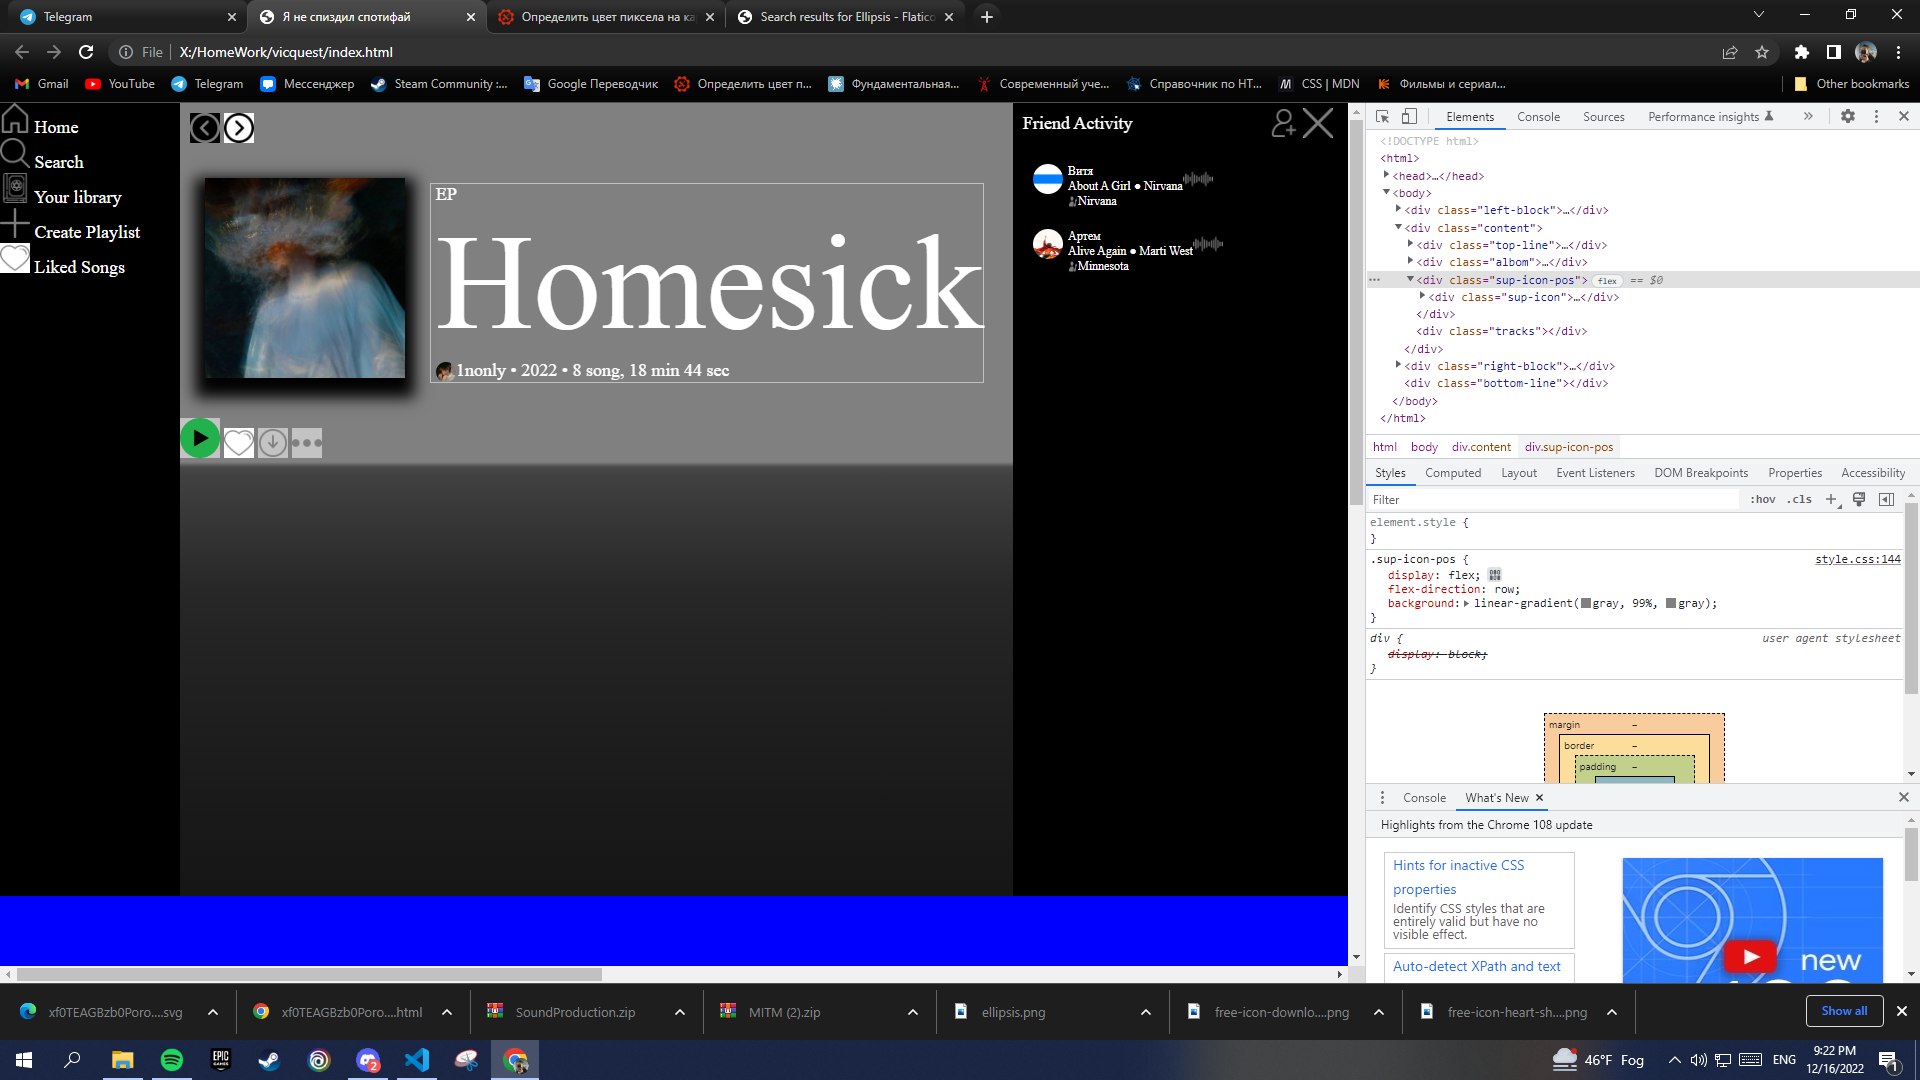 Telegram
Я не спиздил спотифай
Определить цвет пиксела на ка
Search results for Ellipsis - Flatico
File
X:/HomeWork/vicquest/index.html
Gmail
YouTube
Telegram
Мессенджер
Steam Community :...
Google Переводчик
Определить цвет п...
Фундаментальная...
Современный уче...
Справочник по HT...
CSS | MDN
Фильмы и сериал...
Other bookmarks
Home
Search
Your library
Create Playlist
Liked Songs
EP
Homesick
1nonly • 2022 • 8 song, 18 min 44 sec
Friend Activity
Витя
About A Girl ● Nirvana
Nirvana
Артем
Alive Again ● Marti West
Minnesota
Elements
Console
Sources
Performance insights
<!DOCTYPE html>
<html>
<head>…</head>
<body>
<div class="left-block">…</div>
<div class="content">
<div class="top-line">…</div>
<div class="albom">…</div>
<div class="sup-icon-pos"> flex == $0
<div class="sup-icon">…</div>
</div>
<div class="tracks"></div>
</div>
<div class="right-block">…</div>
<div class="bottom-line"></div>
</body>
</html>
html body div.content div.sup-icon-pos
Styles
Computed
Layout
Event Listeners
DOM Breakpoints
Properties
Accessibility
Filter
:hov .cls
element.style {
}
.sup-icon-pos {
style.css:144
display: flex;
flex-direction: row;
background: linear-gradient(gray, 99%, gray);
}
div {
user agent stylesheet
display: block;
}
margin –
border –
padding –
Console
What's New
Highlights from the Chrome 108 update
Hints for inactive CSS
properties
Identify CSS styles that are
entirely valid but have no
visible effect.
Auto-detect XPath and text
new
xf0TEAGBzb0Poro....svg
xf0TEAGBzb0Poro....html
SoundProduction.zip
MITM (2).zip
ellipsis.png
free-icon-downlo....png
free-icon-heart-sh....png
Show all
EPIC
GAMES
2
46°F Fog
ENG
9:22 PM
12/16/2022
1